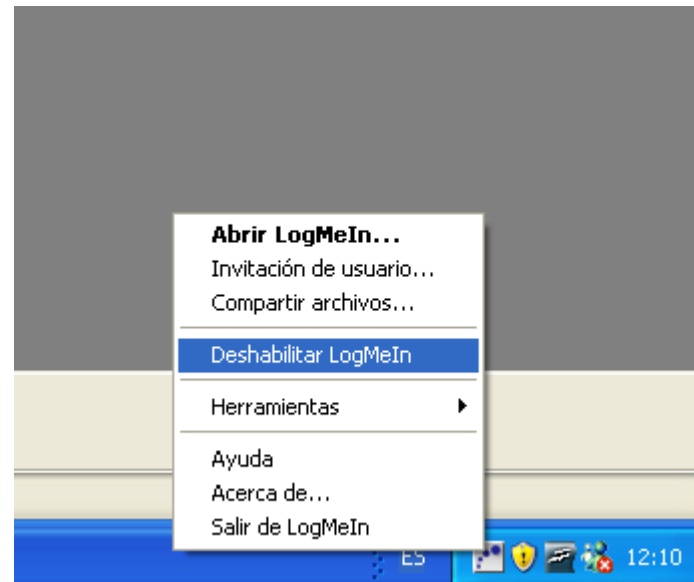 Abrir LogMeIn...
Invitación de usuario...
Compartir archivos...
Deshabilitar LogMeIn
Herramientas
Ayuda
Acerca de...
Salir de LogMeIn
ES 12:10